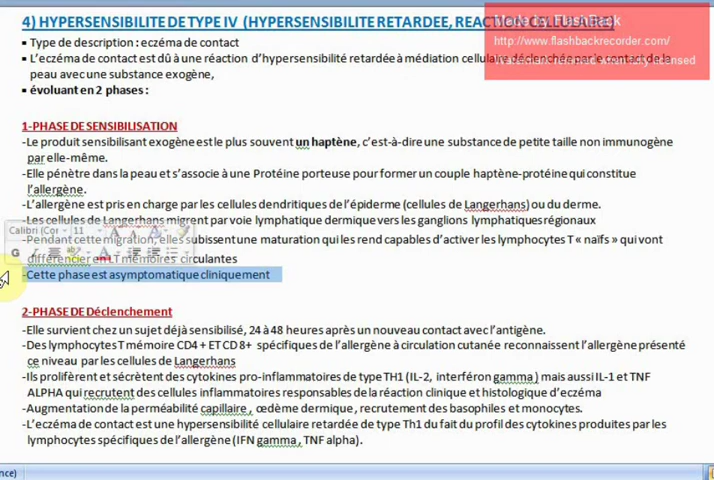 4) HYPERSENSIBILITE DE TYPE IV (HYPERSENSIBILITE RETARDEE, REACTION CELLULAIRE)
Made by FlashBack
http://www.flashbackrecorder.com/
▪ Type de description : eczéma de contact
▪ L'eczéma de contact est dû à une réaction d'hypersensibilité retardée à médiation cellulaire déclenchée par le contact de la
peau avec une substance exogène,
▪ évoluant en 2 phases :
1-PHASE DE SENSIBILISATION
-Le produit sensibilisant exogène est le plus souvent un haptène, c'est-à-dire une substance de petite taille non immunogène
par elle-même.
-Elle pénètre dans la peau et s'associe à une Protéine porteuse pour former un couple haptène-protéine qui constitue
l'allergène.
-L'allergène est pris en charge par les cellules dendritiques de l'épiderme (cellules de Langerhans) ou du derme.
-Les cellules de Langerhans migrent par voie lymphatique dermique vers les ganglions lymphatiques régionaux
Calibri (Cor 11
-Pendant cette migration, elles subissent une maturation qui les rend capables d'activer les lymphocytes T « naïfs » qui vont
différencier en LT mémoires circulantes
-Cette phase est asymptomatique cliniquement
2-PHASE DE Déclenchement
-Elle survient chez un sujet déjà sensibilisé, 24 à 48 heures après un nouveau contact avec l'antigène.
-Des lymphocytes T mémoire CD4 + ET CD 8+ spécifiques de l'allergène à circulation cutanée reconnaissent l'allergène présenté
ce niveau par les cellules de Langerhans
-Ils prolifèrent et sécrètent des cytokines pro-inflammatoires de type TH1 (IL-2, interféron gamma ) mais aussi IL-1 et TNF
ALPHA qui recrutent des cellules inflammatoires responsables de la réaction clinique et histologique d'eczéma
-Augmentation de la perméabilité capillaire , œdème dermique, recrutement des basophiles et monocytes.
-L'eczéma de contact est une hypersensibilité cellulaire retardée de type Th1 du fait du profil des cytokines produites par les
lymphocytes spécifiques de l'allergène (IFN gamma , TNF alpha).